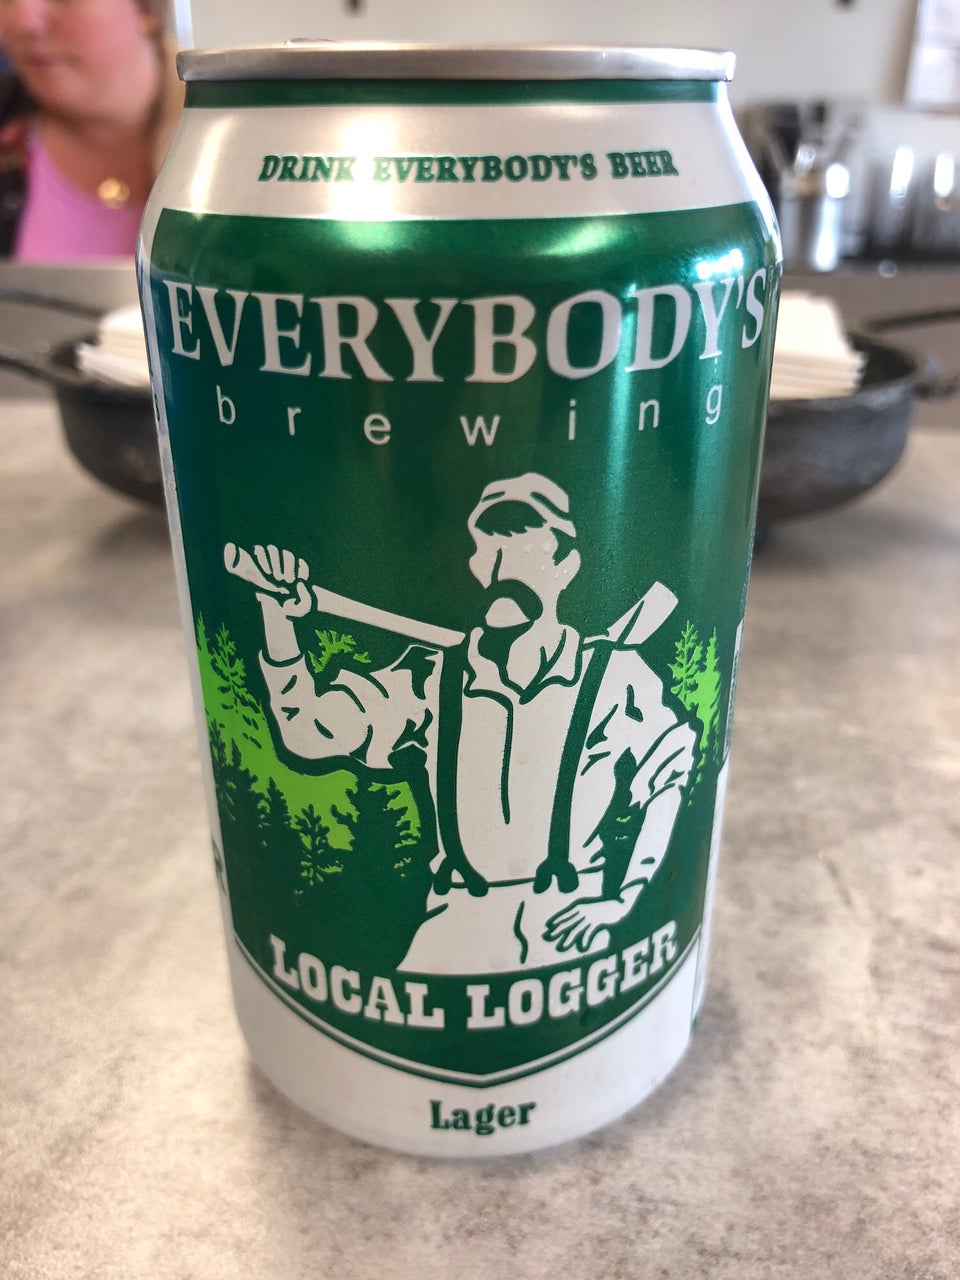 DRINK EVERYBODY'S BEER
EVERYBODY'S
brewing
LOCAL LOGGER
Lager